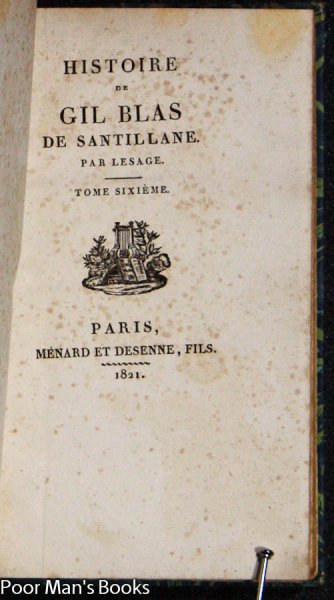 HISTOIRE
DE
GIL BLAS
DE SANTILLANE.
PAR LESAGE.
TOME SIXIÈME.
PARIS,
MÉNARD ET DESENNE, FILS.
1821.
Poor Man's Books